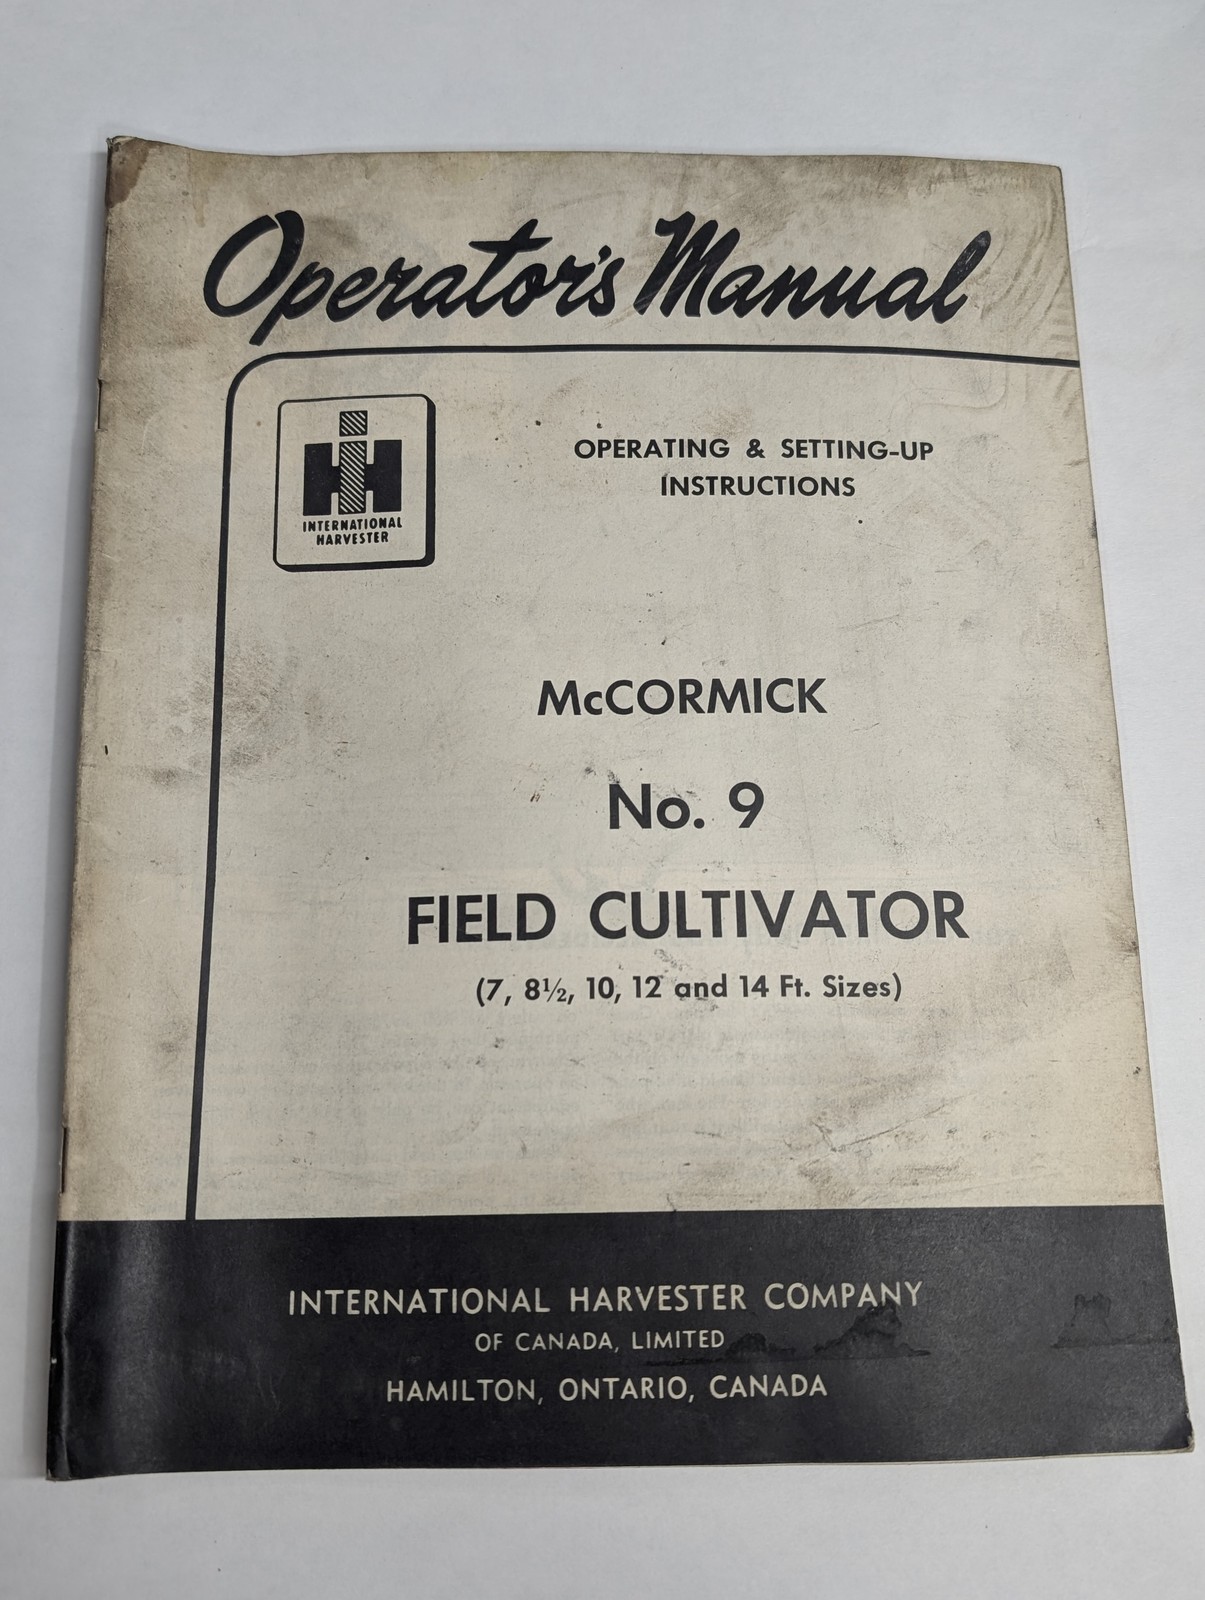 Operator's Manual
OPERATING & SETTING-UP
INSTRUCTIONS
IH
INTERNATIONAL
HARVESTER
McCORMICK
No. 9
FIELD CULTIVATOR
(7, 8½, 10, 12 and 14 Ft. Sizes)
INTERNATIONAL HARVESTER COMPANY
OF CANADA, LIMITED
HAMILTON, ONTARIO, CANADA